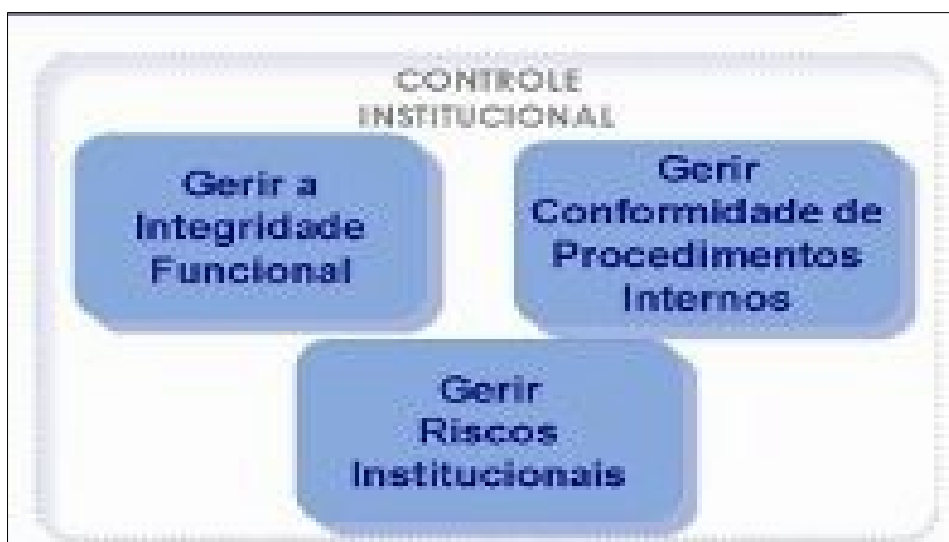 CONTROLE
INSTITUCIONAL
Gerir a
Integridade
Funcional
Gerir
Conformidade de
Procedimentos
Internos
Gerir
Riscos
Institucionais